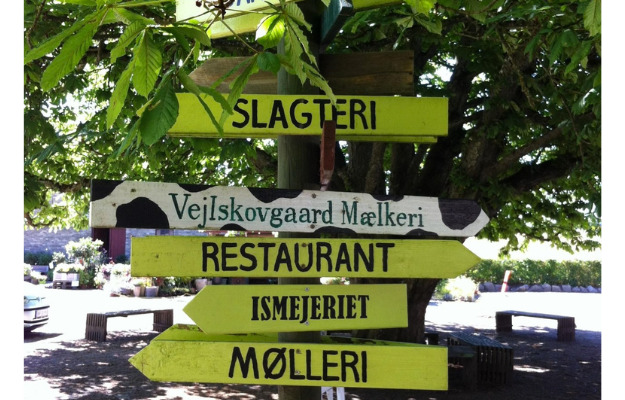 SLAGTERI
Vejlskovgaard Mælkeri
RESTAURANT
ISMEJERIET
MØLLERI